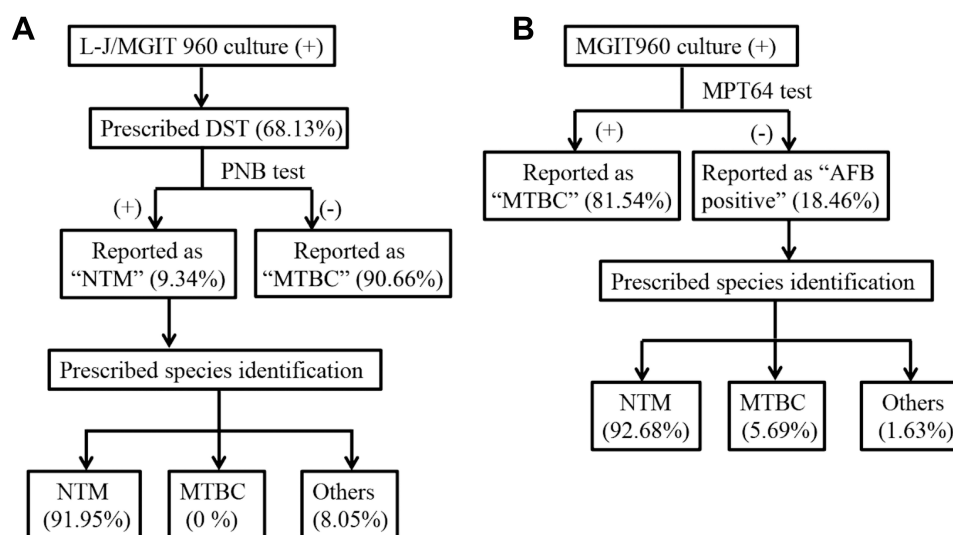 A
L-J/MGIT 960 culture (+)
Prescribed DST (68.13%)
PNB test
(+)
(-)
Reported as
“NTM” (9.34%)
Reported as
“MTBC” (90.66%)
Prescribed species identification
NTM
(91.95%)
MTBC
(0 %)
Others
(8.05%)
B
MGIT960 culture (+)
MPT64 test
(+)
(-)
Reported as
“MTBC” (81.54%)
Reported as “AFB
positive” (18.46%)
Prescribed species identification
NTM
(92.68%)
MTBC
(5.69%)
Others
(1.63%)